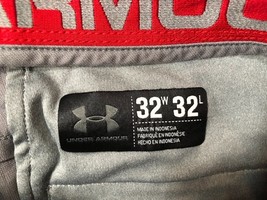 ARMOU
32W 32L
MADE IN INDONESIA
FABRIQUÉ EN INDONÉSIE
HECHO EN INDONESIA
UNDER ARMOUR